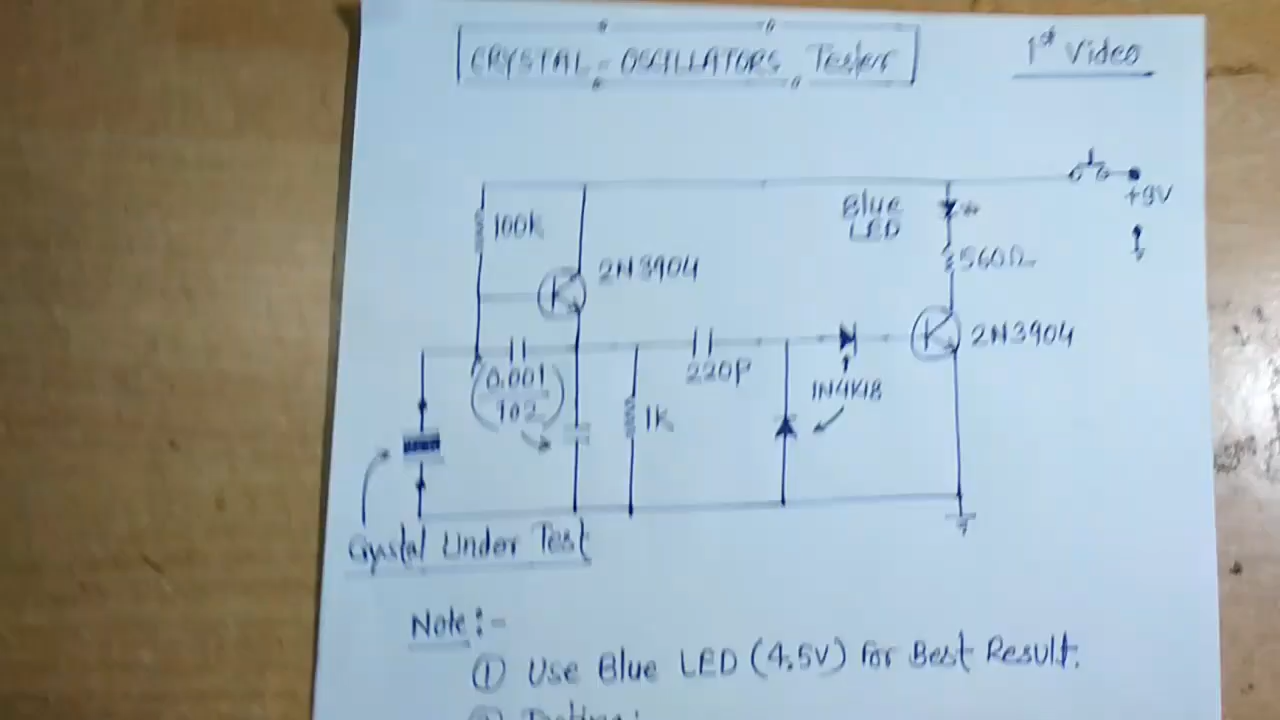 CRYSTAL - OSCILLATORS Tester
1st Video
+9V
Blue
LED
100K
560Ω
2N3904
2N3904
220P
(0.001
102)
1N4148
1K
Crystal Under Test
Note :-
① Use Blue LED (4.5V) For Best Result.